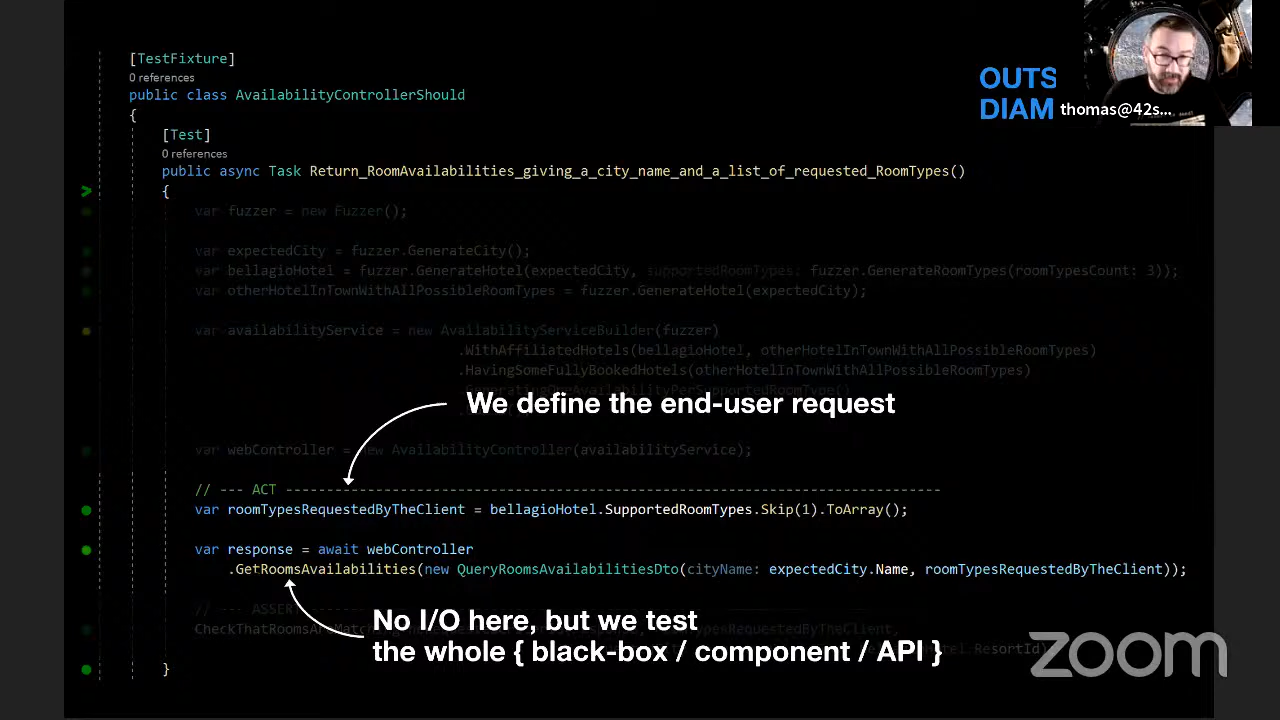 [TestFixture]
0 references
public class AvailabilityControllerShould
{
[Test]
0 references
public async Task Return_RoomAvailabilities_giving_a_city_name_and_a_list_of_requested_RoomTypes()
{
var fuzzer = new Fuzzer();
var expectedCity = fuzzer.GenerateCity();
var bellagioHotel = fuzzer.GenerateHotel(expectedCity, supportedRoomTypes: fuzzer.GenerateRoomTypes(roomTypesCount: 3));
var otherHotelInTownWithAllPossibleRoomTypes = fuzzer.GenerateHotel(expectedCity);
var availabilityService = new AvailabilityServiceBuilder(fuzzer)
.WithAffiliatedHotels(bellagioHotel, otherHotelInTownWithAllPossibleRoomTypes)
.HavingSomeFullyBookedHotels(otherHotelInTownWithAllPossibleRoomTypes)
.GeneratingOneAvailabilityPerSupportedRoomType()
We define the end-user request
var webController = new AvailabilityController(availabilityService);
// --- ACT ----------------------------------------------------------------------------------
var roomTypesRequestedByTheClient = bellagioHotel.SupportedRoomTypes.Skip(1).ToArray();
var response = await webController
.GetRoomsAvailabilities(new QueryRoomsAvailabilitiesDto(cityName: expectedCity.Name, roomTypesRequestedByTheClient));
// --- ASSERT
No I/O here, but we test
the whole { black-box / component / API }
}
OUTS
DIAM
thomas@42s...
zoom